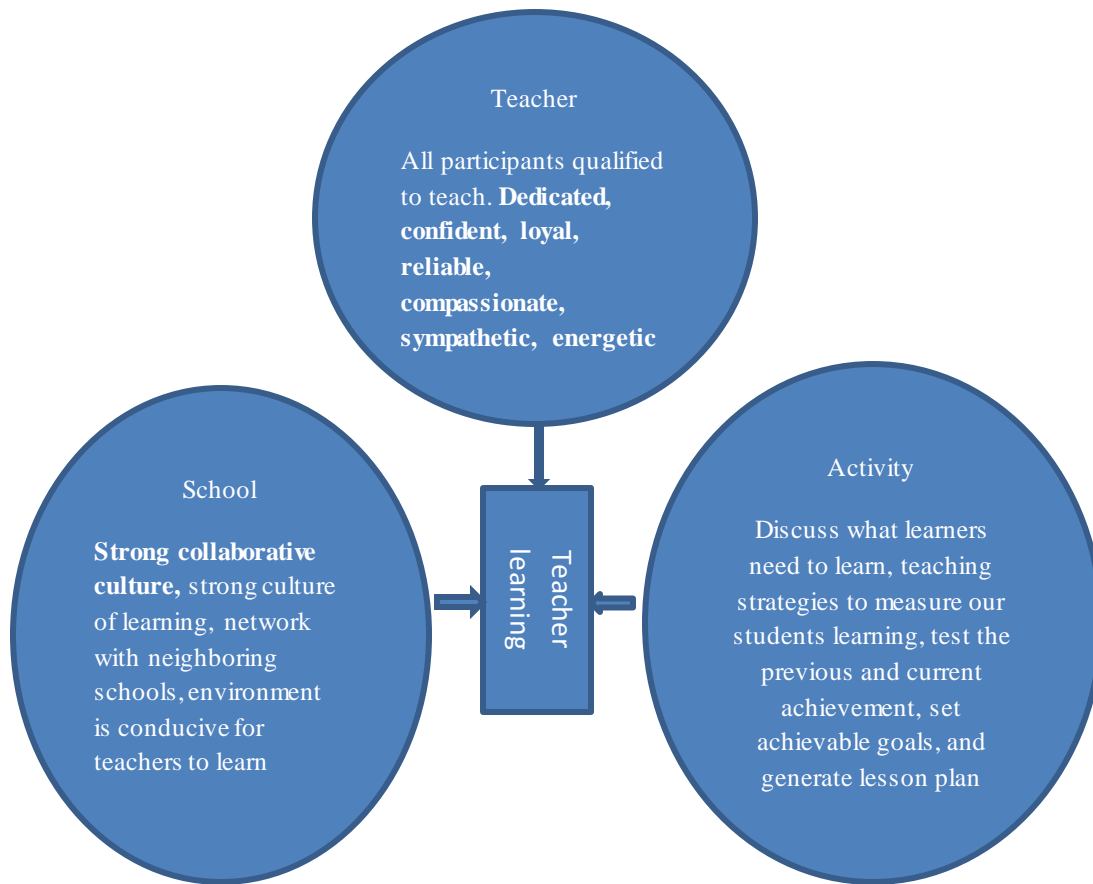 Teacher
All participants qualified
to teach. Dedicated,
confident, loyal,
reliable,
compassionate,
sympathetic, energetic
School
Strong collaborative
culture, strong culture
of learning, network
with neighboring
schools, environment
is conducive for
teachers to learn
Teacher
learning
Activity
Discuss what learners
need to learn, teaching
strategies to measure our
students learning, test the
previous and current
achievement, set
achievable goals, and
generate lesson plan